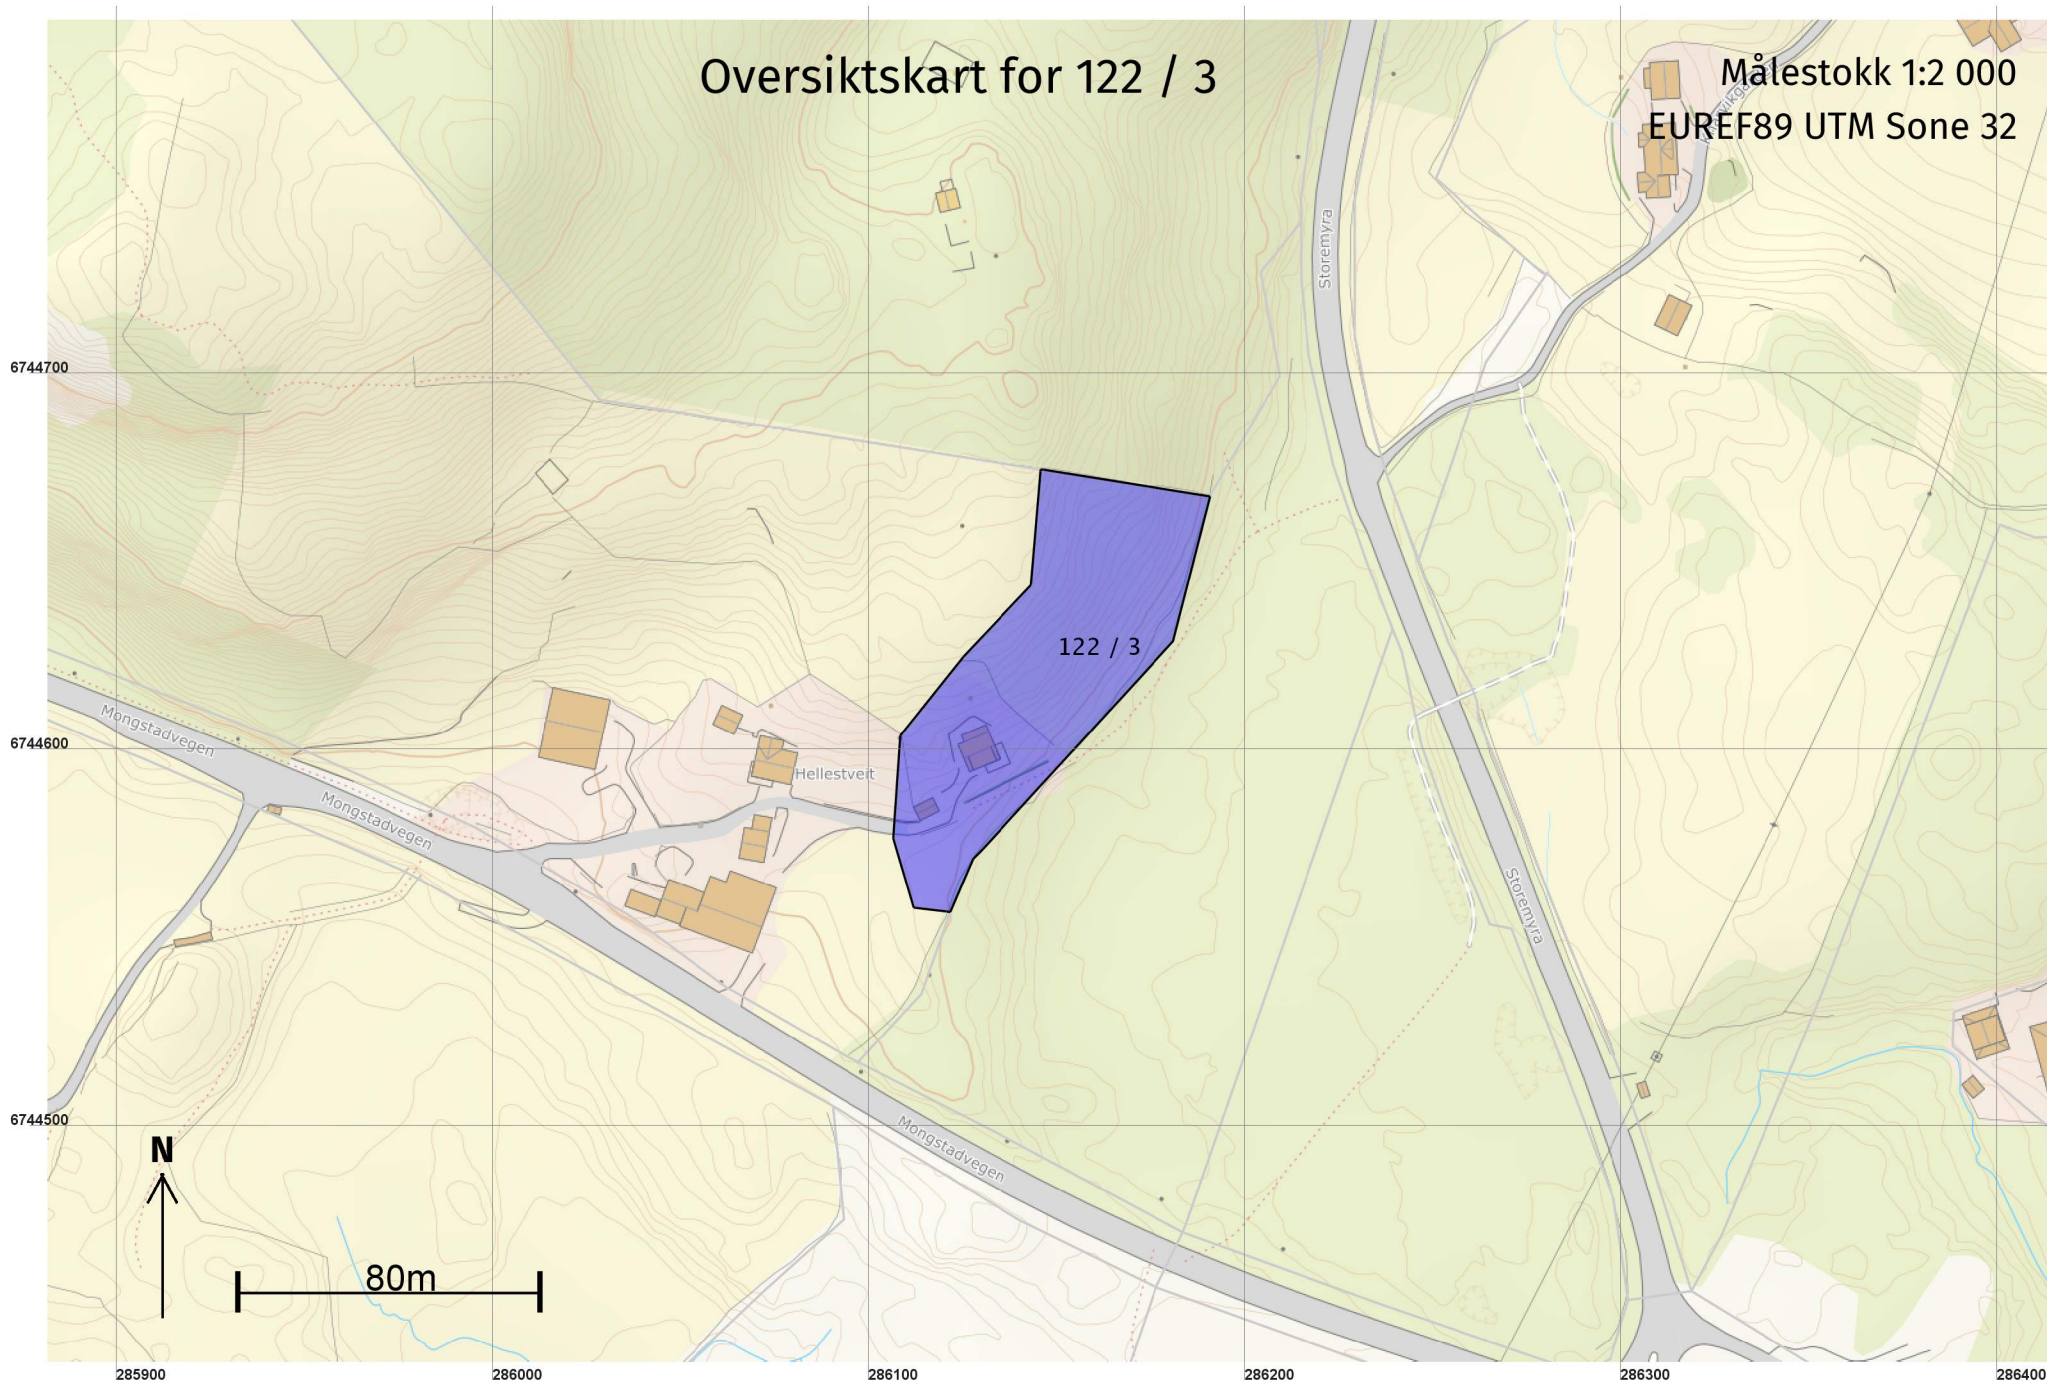 Oversiktskart for 122 / 3
Målestokk 1:2 000
EUREF89 UTM Sone 32
Storemyra
6744700
122 / 3
Mongstadvegen
6744600
Hellestveit
Mongstadvegen
Storemyra
6744500
Mongstadvegen
N
80m
285900
286000
286100
286200
286300
286400